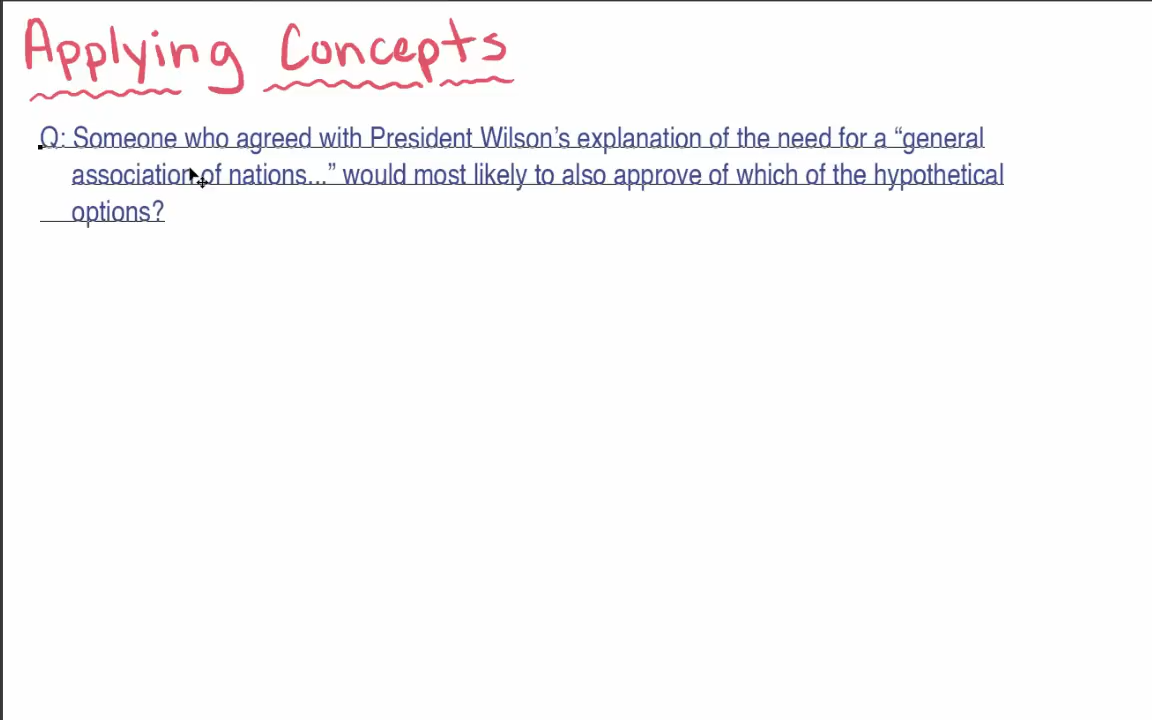 Applying Concepts
Q: Someone who agreed with President Wilson’s explanation of the need for a “general
association of nations...” would most likely to also approve of which of the hypothetical
options?